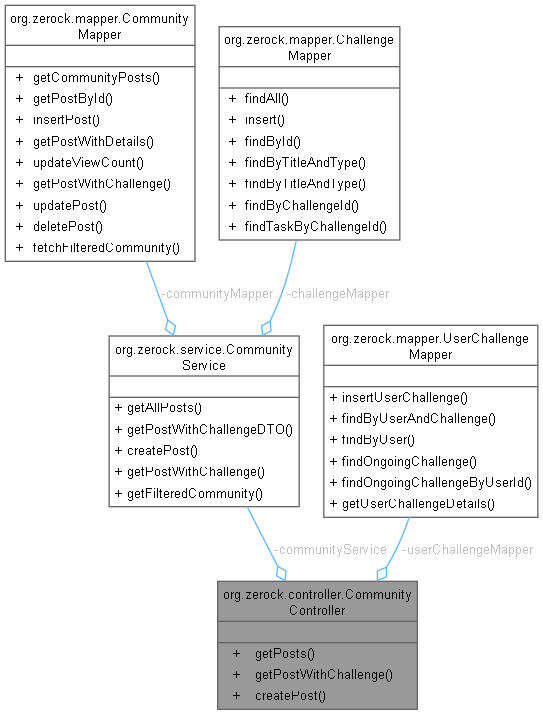 org.zerock.mapper.Community
Mapper
+ getCommunityPosts()
+ getPostById()
+ insertPost()
+ getPostWithDetails()
+ updateViewCount()
+ getPostWithChallenge()
+ updatePost()
+ deletePost()
+ fetchFilteredCommunity()
org.zerock.mapper.Challenge
Mapper
+ findAll()
+ insert()
+ findById()
+ findByTitleAndType()
+ findByTitleAndType()
+ findByChallengeId()
+ findTaskByChallengeId()
-communityMapper
-challengeMapper
org.zerock.service.Community
Service
+ getAllPosts()
+ getPostWithChallengeDTO()
+ createPost()
+ getPostWithChallenge()
+ getFilteredCommunity()
org.zerock.mapper.UserChallenge
Mapper
+ insertUserChallenge()
+ findByUserAndChallenge()
+ findByUser()
+ findOngoingChallenge()
+ findOngoingChallengeByUserId()
+ getUserChallengeDetails()
-communityService
-userChallengeMapper
org.zerock.controller.Community
Controller
+ getPosts()
+ getPostWithChallenge()
+ createPost()